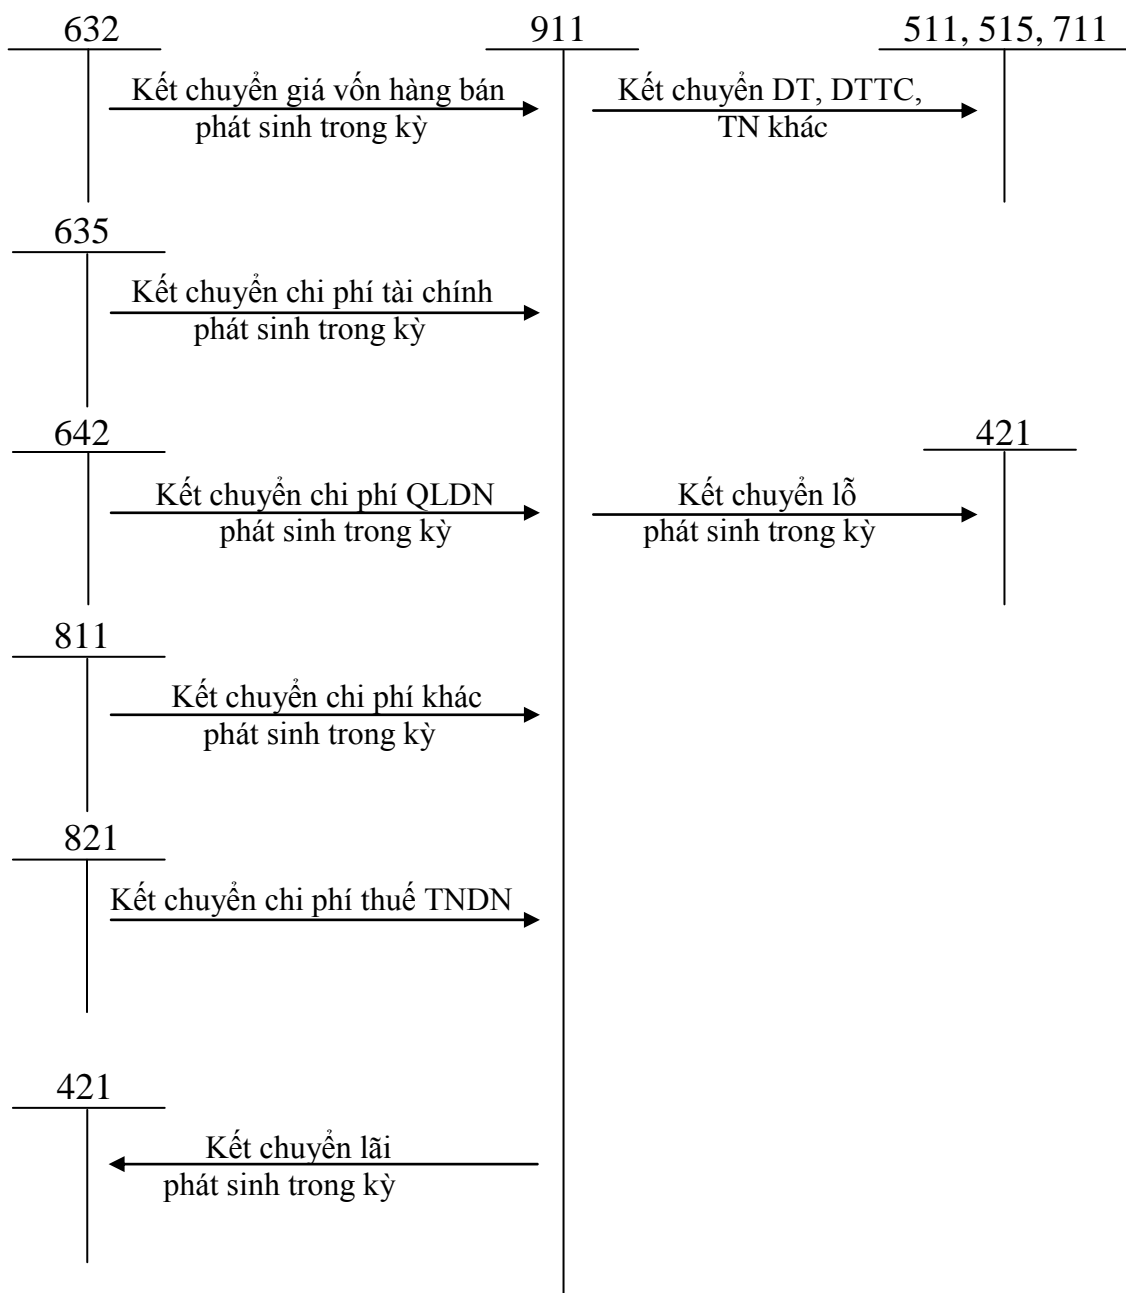 632
911
511, 515, 711
Kết chuyển giá vốn hàng bán
phát sinh trong kỳ
Kết chuyển DT, DTTC,
TN khác
635
Kết chuyển chi phí tài chính
phát sinh trong kỳ
642
421
Kết chuyển chi phí QLDN
phát sinh trong kỳ
Kết chuyển lỗ
phát sinh trong kỳ
811
Kết chuyển chi phí khác
phát sinh trong kỳ
821
Kết chuyển chi phí thuế TNDN
421
Kết chuyển lãi
phát sinh trong kỳ